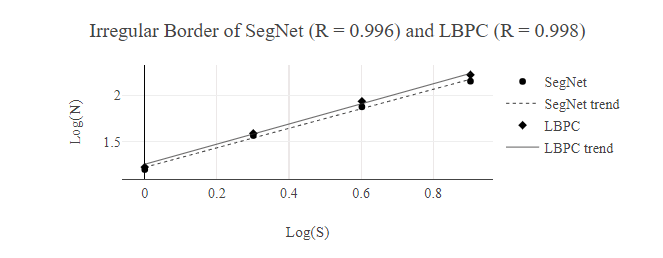 Irregular Border of SegNet (R = 0.996) and LBPC (R = 0.998)
Log(N)
2
1.5
0 0.2 0.4 0.6 0.8
Log(S)
SegNet
SegNet trend
LBPC
LBPC trend